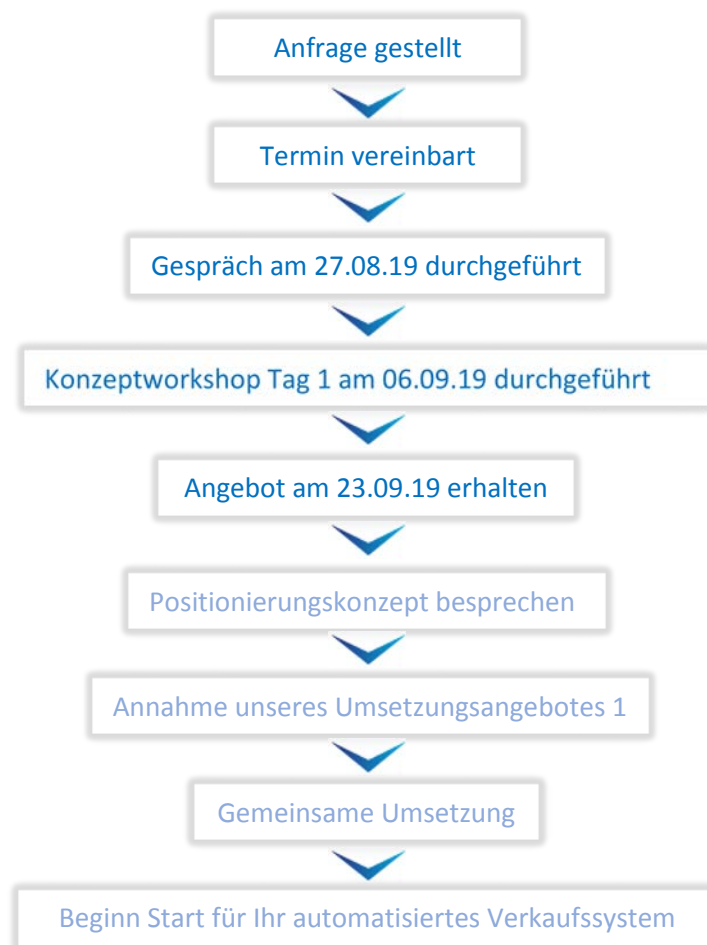 Anfrage gestellt
Termin vereinbart
Gespräch am 27.08.19 durchgeführt
Konzeptworkshop Tag 1 am 06.09.19 durchgeführt
Angebot am 23.09.19 erhalten
Positionierungskonzept besprechen
Annahme unseres Umsetzungsangebotes 1
Gemeinsame Umsetzung
Beginn Start für Ihr automatisiertes Verkaufssystem